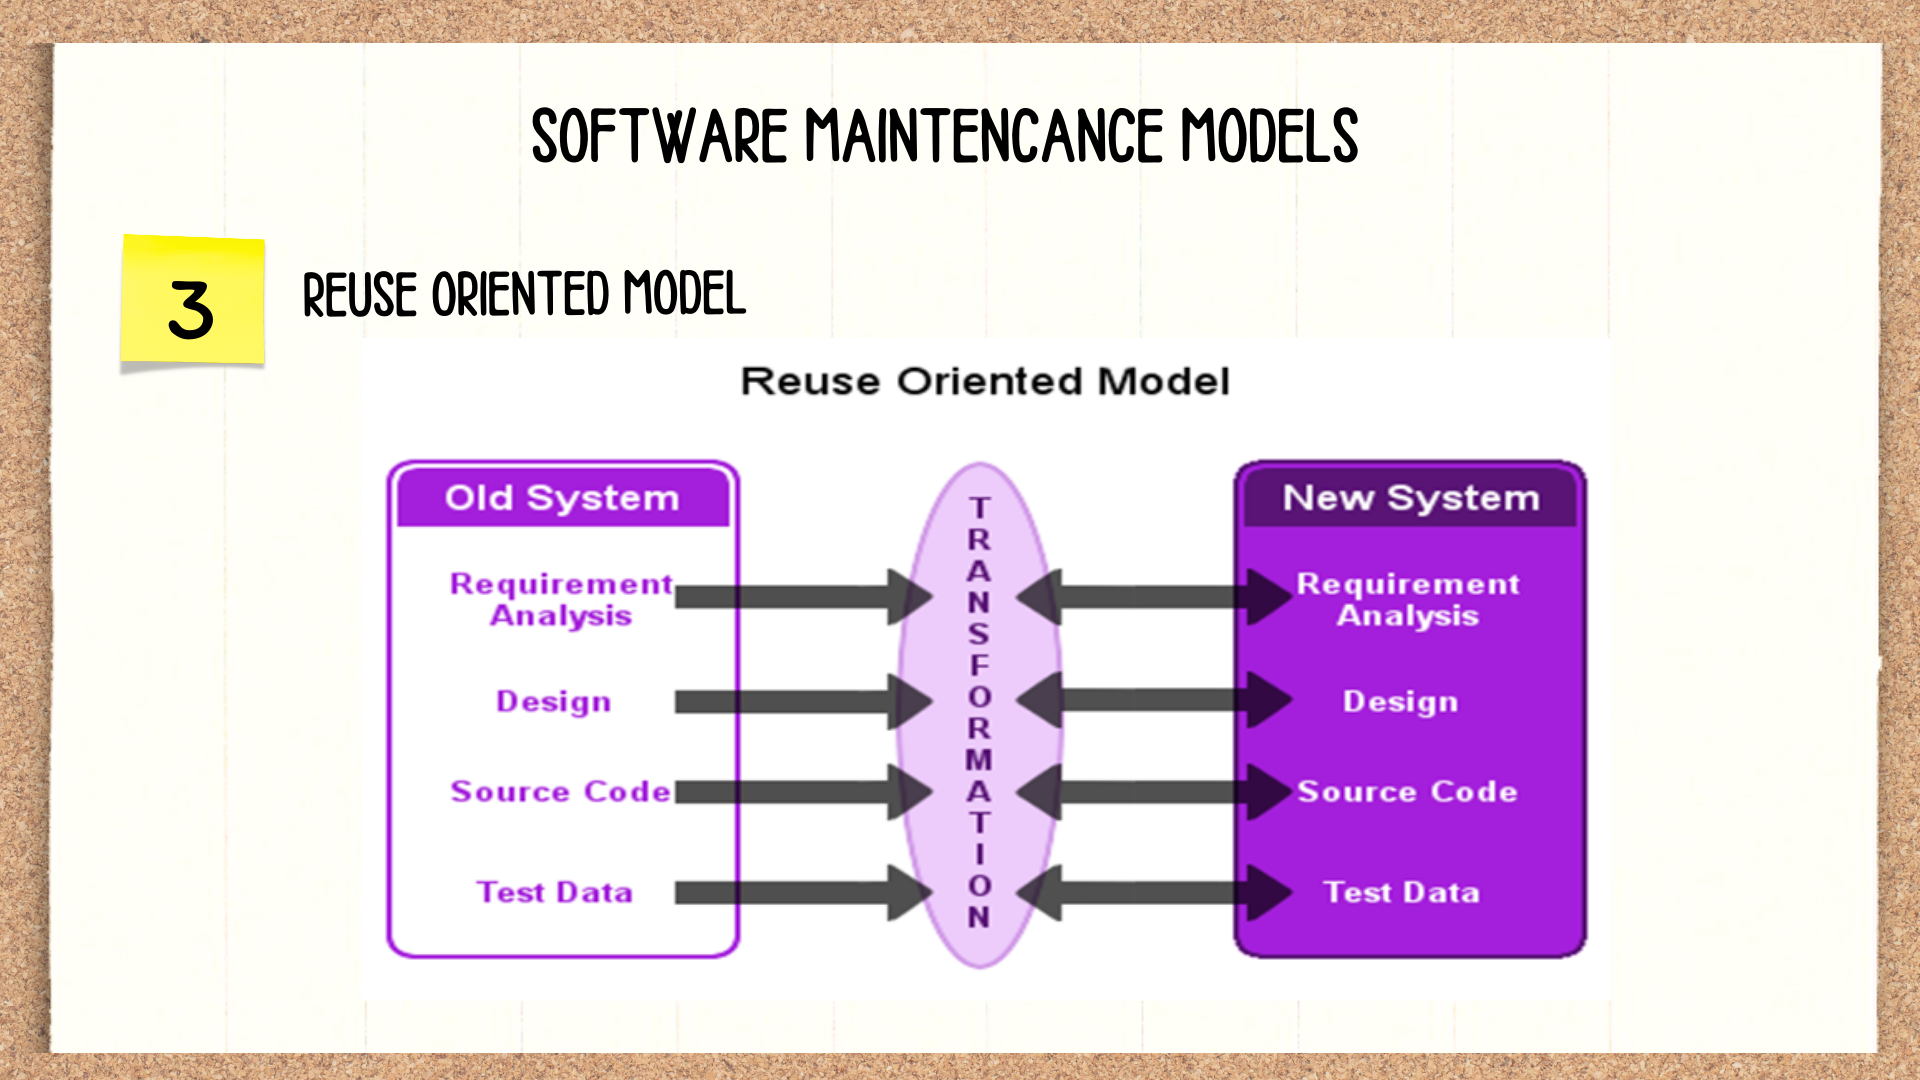 SOFTWARE MAINTENCANCE MODELS
3
REUSE ORIENTED MODEL
Reuse Oriented Model
Old System
Requirement
Analysis
Design
Source Code
Test Data
TRANSFORMATION
New System
Requirement
Analysis
Design
Source Code
Test Data